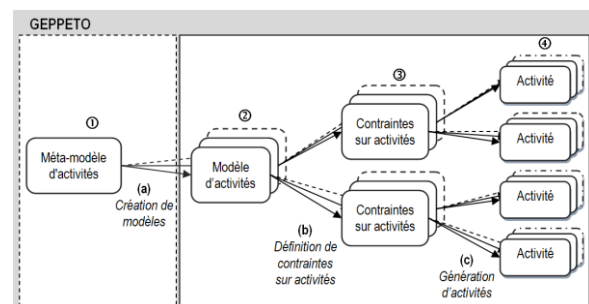 GEPPETO
①
Méta-modèle
d'activités
(a)
Création de
modèles
②
Modèle
d'activités
(b)
Définition de
contraintes
sur activités
③
Contraintes
sur activités
Contraintes
sur activités
(c)
Génération
d'activités
④
Activité
Activité
Activité
Activité